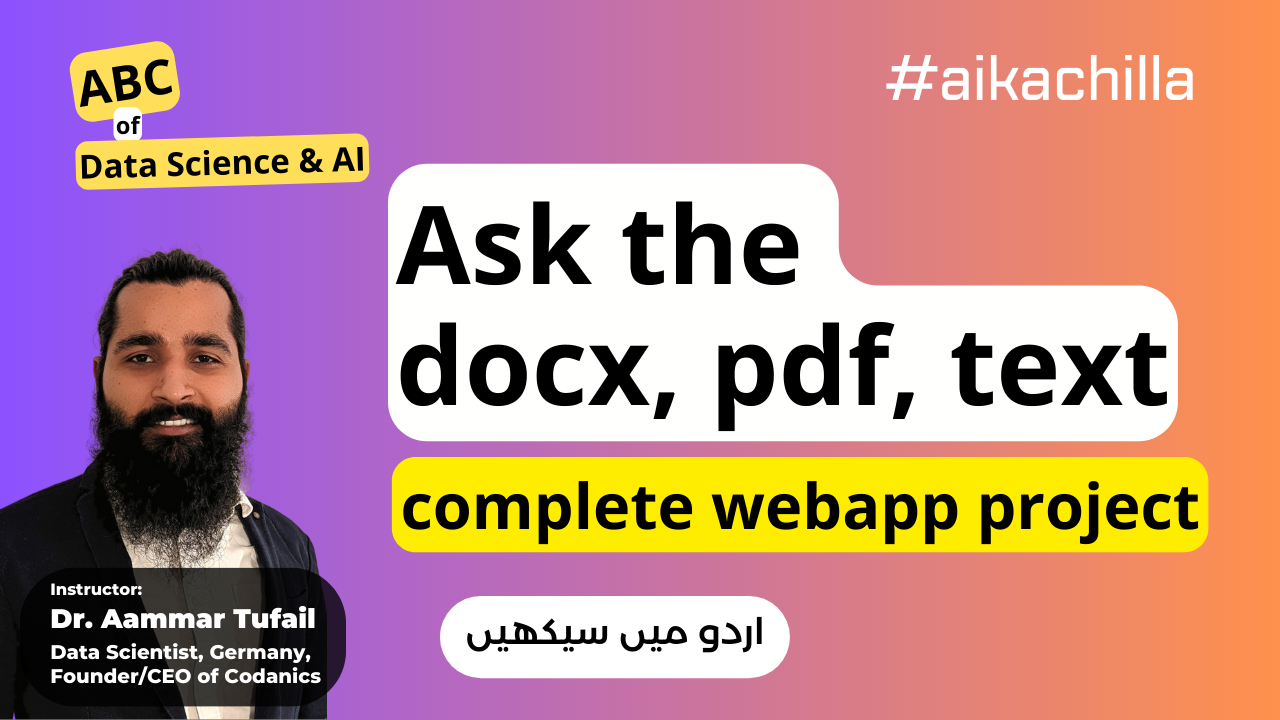 ABC
of
Data Science & AI
#aikachilla
Ask the
docx, pdf, text
complete webapp project
اردو میں سیکھیں
Instructor:
Dr. Aammar Tufail
Data Scientist, Germany,
Founder/CEO of Codanics